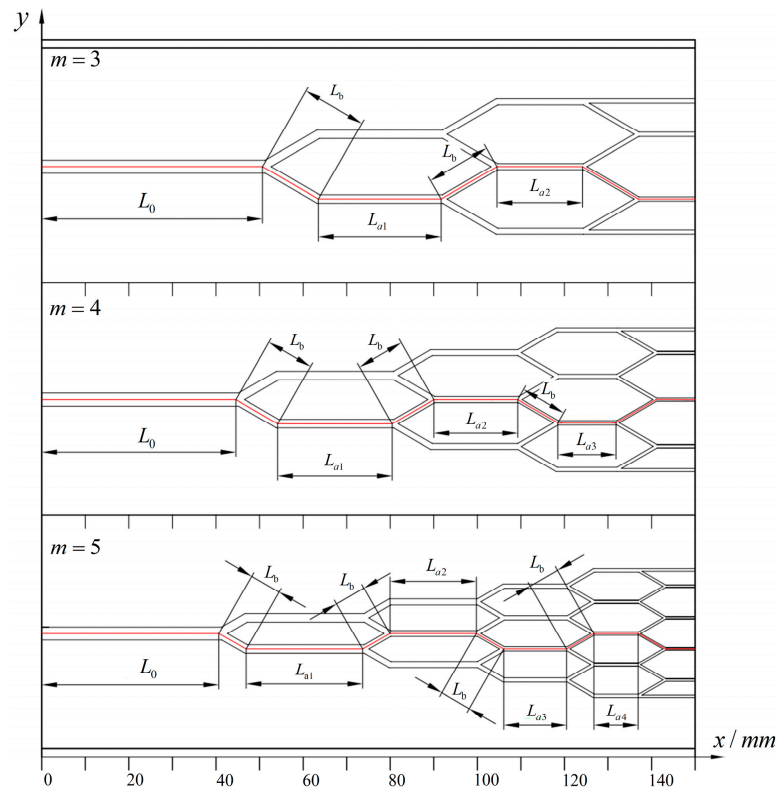 y
m = 3
L_b
L_b
L_0
L_a1
L_a2
m = 4
L_b
L_b
L_b
L_0
L_a1
L_a2
L_a3
m = 5
L_b
L_b
L_a2
L_b
L_0
L_a1
L_b
L_a3
L_a4
x / mm
0 20 40 60 80 100 120 140